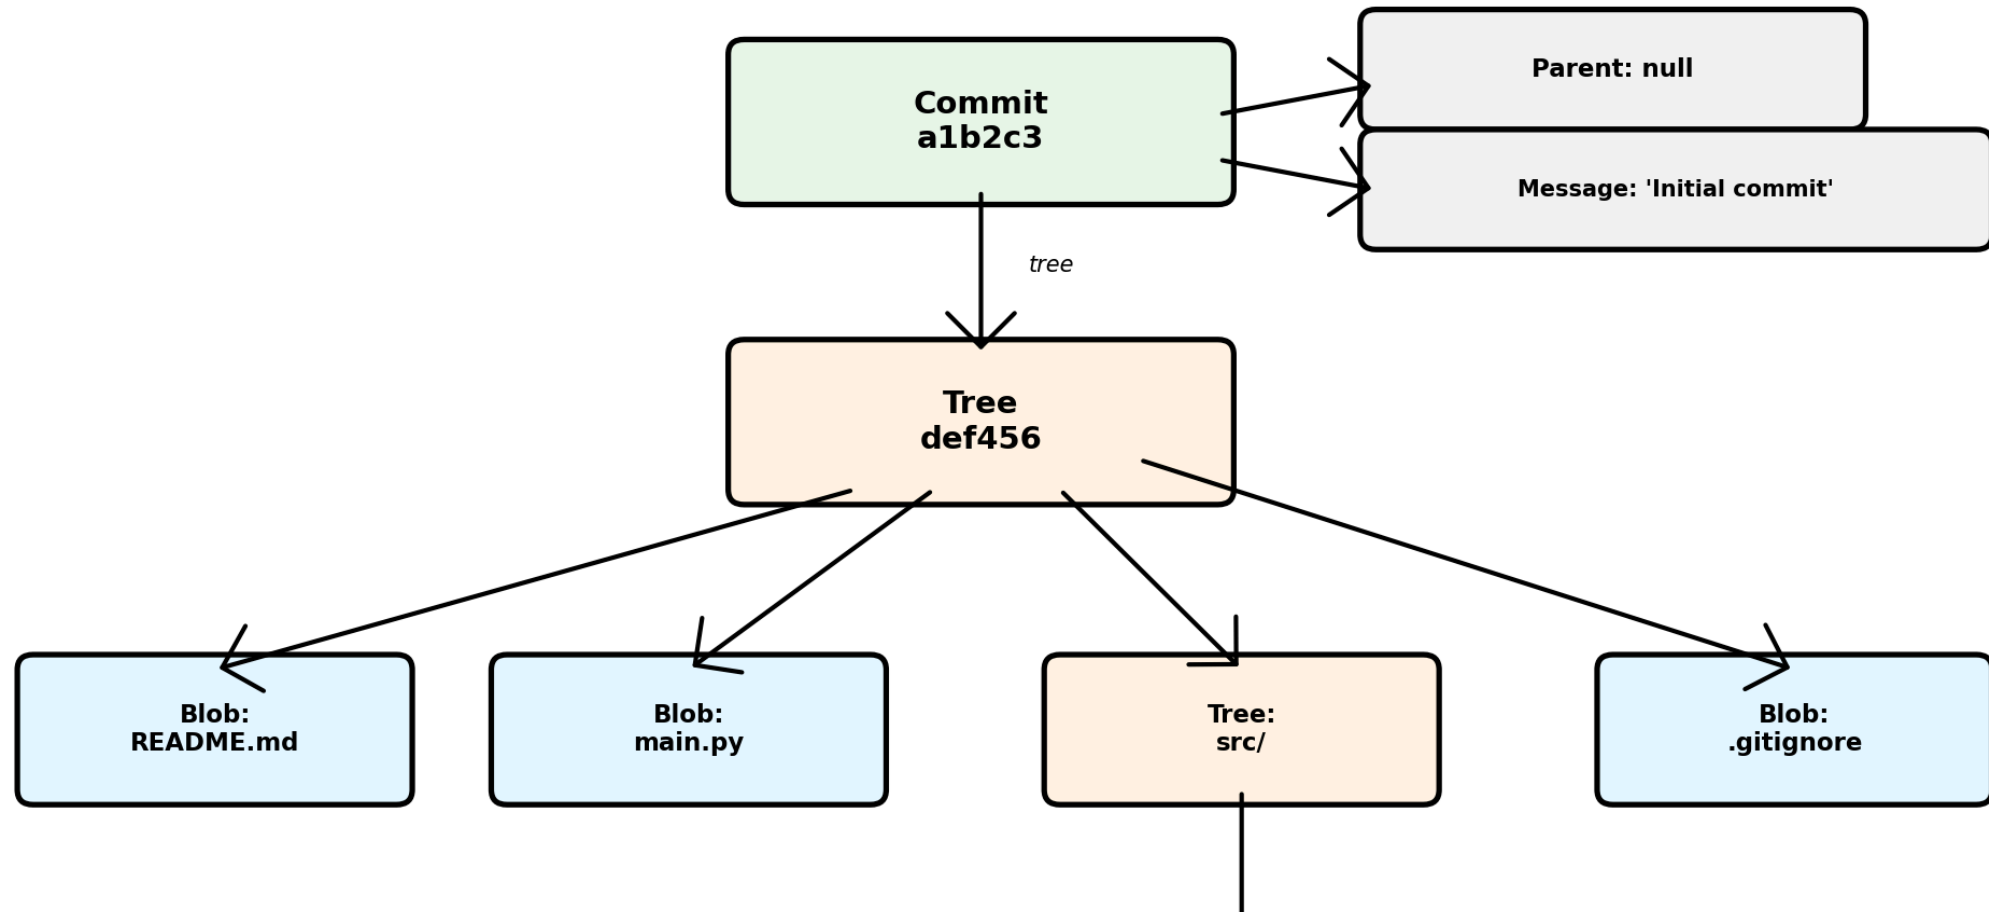 Commit
a1b2c3
Parent: null
Message: 'Initial commit'
tree
Tree
def456
Blob:
README.md
Blob:
main.py
Tree:
src/
Blob:
.gitignore